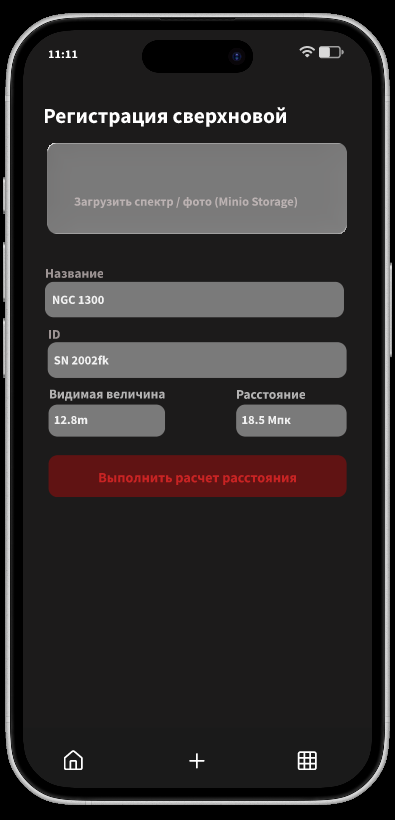 11:11
Регистрация сверхновой
Загрузить спектр / фото (Minio Storage)
Название
NGC 1300
ID
SN 2002fk
Видимая величина
Расстояние
12.8m
18.5 Мпк
Выполнить расчет расстояния